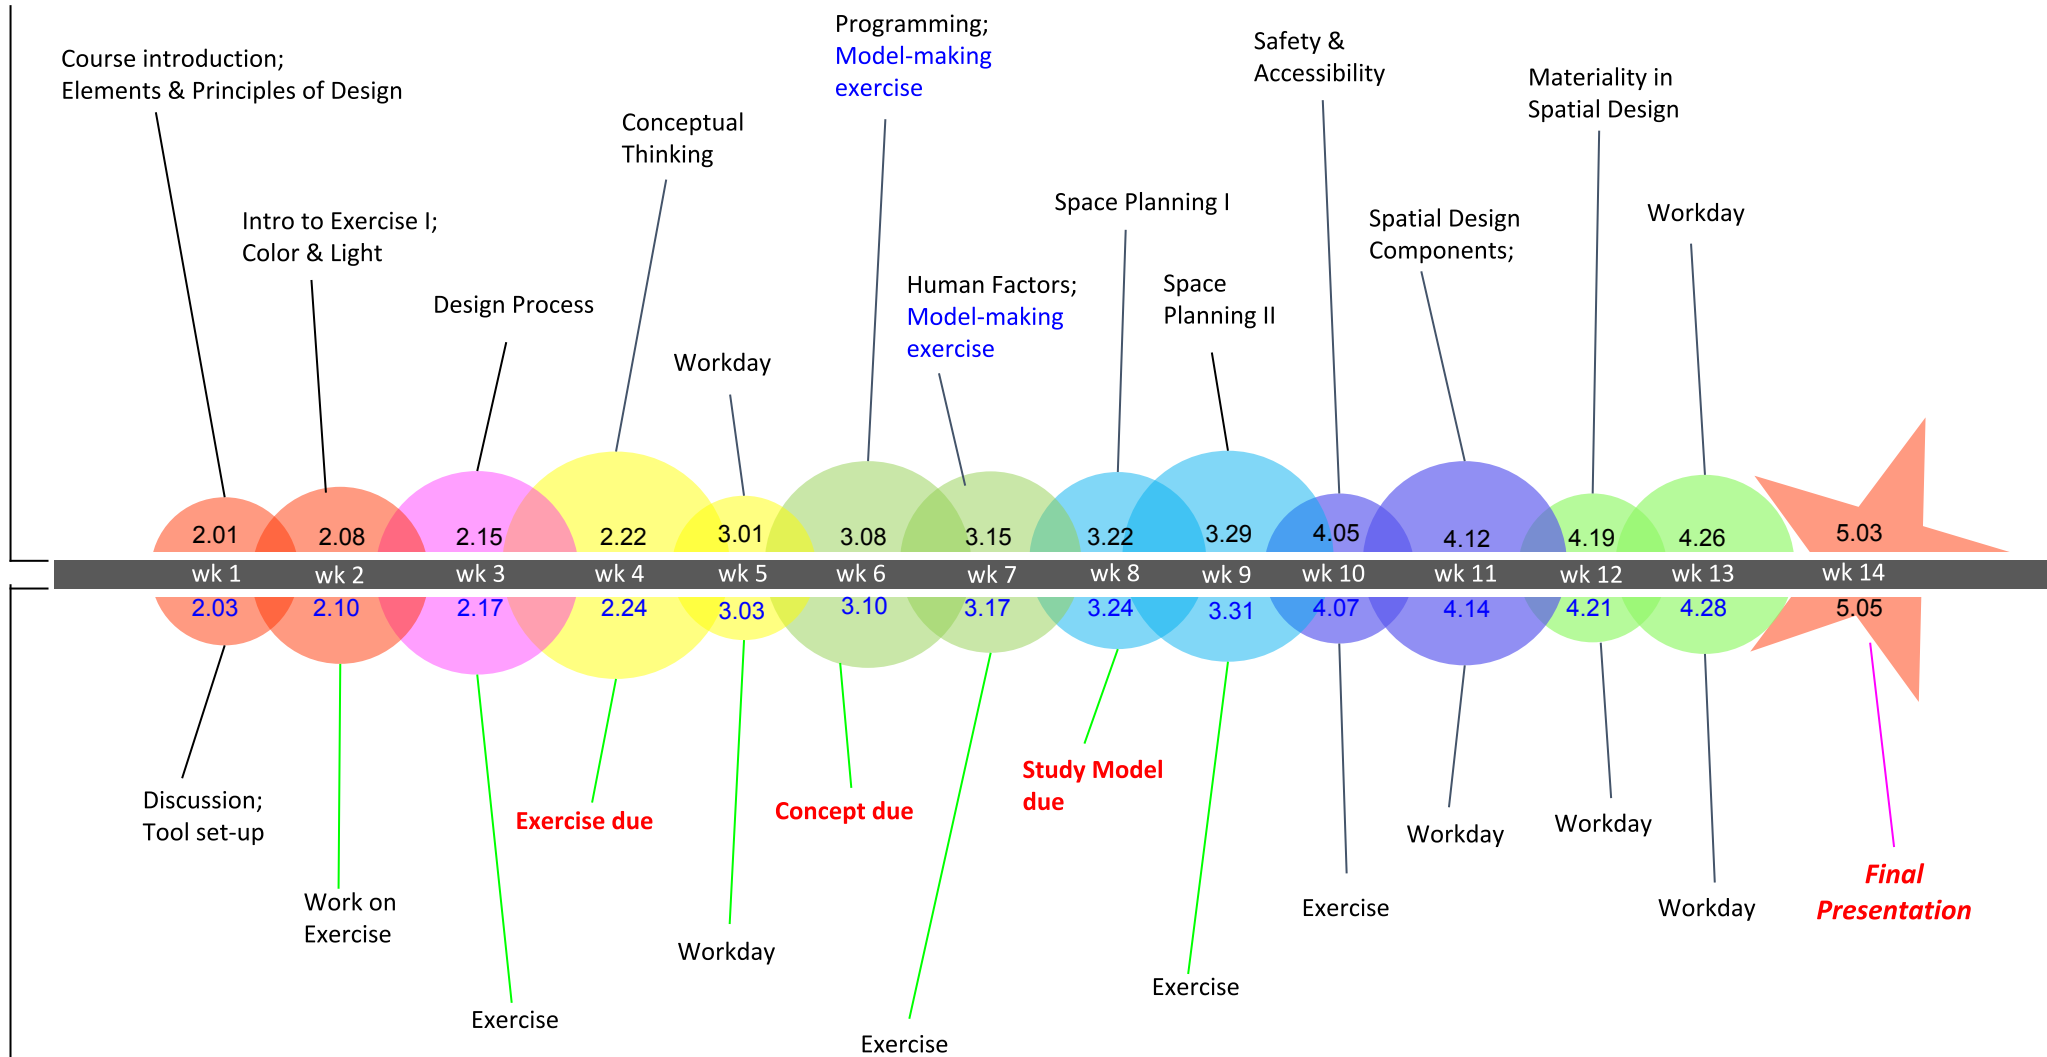 Course introduction;
Elements & Principles of Design
Intro to Exercise I;
Color & Light
Design Process
Conceptual
Thinking
Workday
Programming;
Model-making
exercise
Human Factors;
Model-making
exercise
Space Planning I
Space
Planning II
Safety &
Accessibility
Spatial Design
Components;
Materiality in
Spatial Design
Workday
2.01
2.08
2.15
2.22
3.01
3.08
3.15
3.22
3.29
4.05
4.12
4.19
4.26
5.03
wk 1
wk 2
wk 3
wk 4
wk 5
wk 6
wk 7
wk 8
wk 9
wk 10
wk 11
wk 12
wk 13
wk 14
2.03
2.10
2.17
2.24
3.03
3.10
3.17
3.24
3.31
4.07
4.14
4.21
4.28
5.05
Discussion;
Tool set-up
Work on
Exercise
Exercise
Exercise due
Workday
Concept due
Exercise
Study Model
due
Exercise
Exercise
Workday
Workday
Workday
Final
Presentation